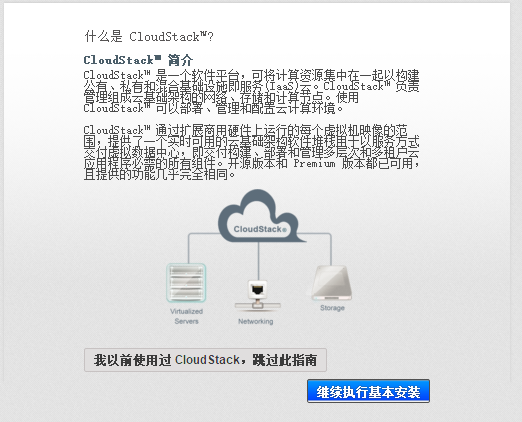 什么是 CloudStack™?
CloudStack™ 简介
CloudStack™ 是一个软件平台，可将计算资源集中在一起以构建
公有、私有和混合基础设施即服务(IaaS)云。CloudStack™ 负责
管理组成云基础架构的网络、存储和计算节点。使用
CloudStack™ 可以部署、管理和配置云计算环境。
CloudStack™ 通过扩展商用硬件上运行的每个虚拟机映像的范
围，提供了一个实时可用的云基础架构软件堆栈用于以服务方式
交付虚拟数据中心，即交付构建、部署和管理多层次和多租户云
应用程序必需的所有组件。开源版本和 Premium 版本都已可用，
且提供的功能几乎完全相同。
CloudStack®
Virtualized
Servers
Networking
Storage
我以前使用过 CloudStack，跳过此指南
继续执行基本安装